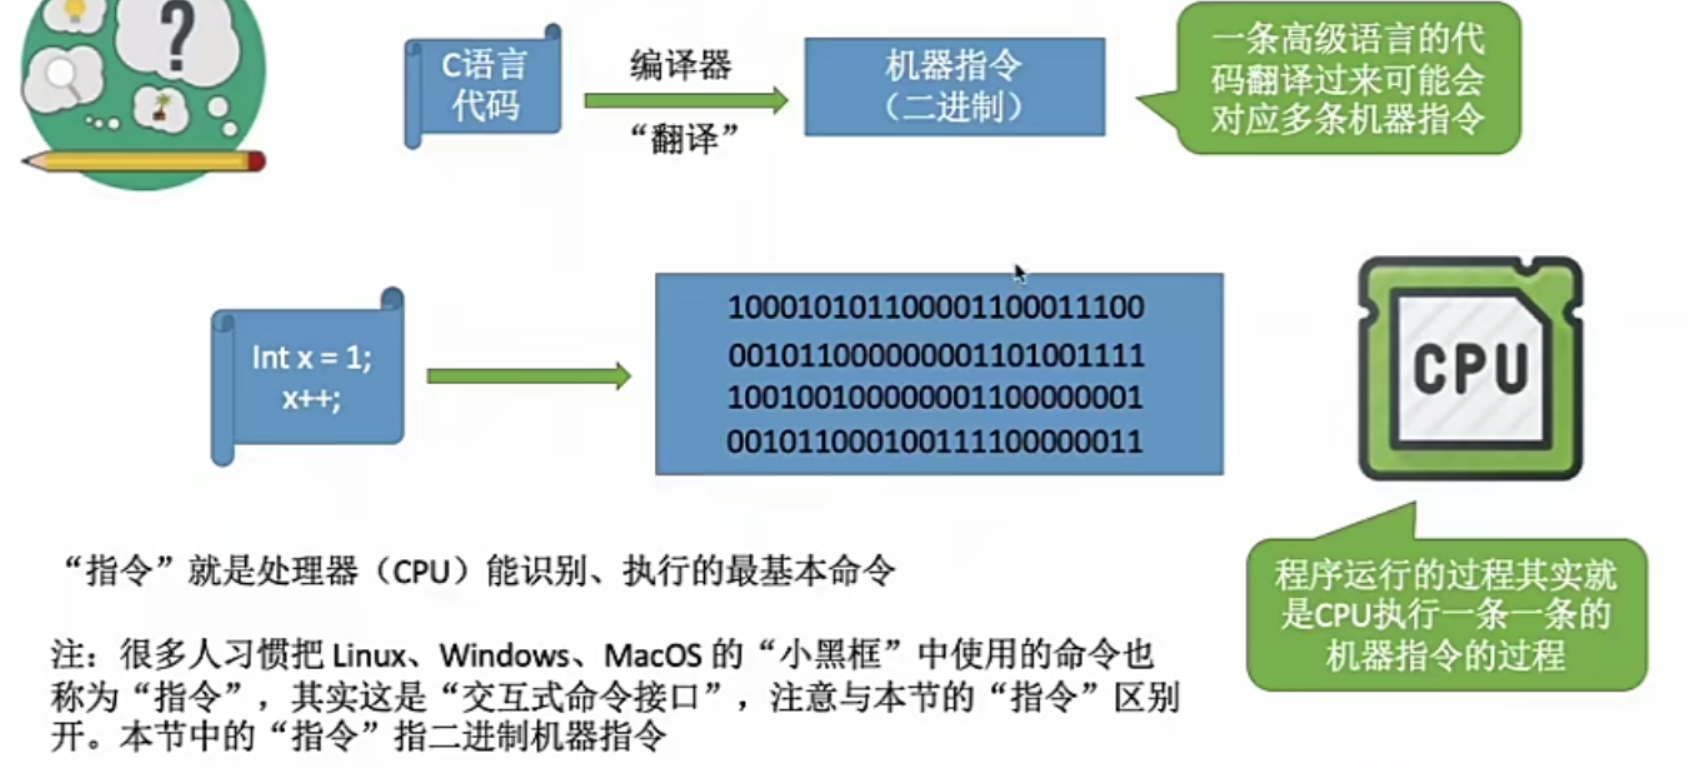 ?
C语言
代码
编译器
“翻译”
机器指令
（二进制）
一条高级语言的代
码翻译过来可能会
对应多条机器指令
Int x = 1;
x++;
100010101100001100011100
001011000000001101001111
100100100000001100000001
001011000100111100000011
CPU
“指令”就是处理器（CPU）能识别、执行的最基本命令
程序运行的过程其实就
是CPU执行一条一条的
机器指令的过程
注：很多人习惯把 Linux、Windows、MacOS 的“小黑框”中使用的命令也
称为“指令”，其实这是“交互式命令接口”，注意与本节的“指令”区别
开。本节中的“指令”指二进制机器指令